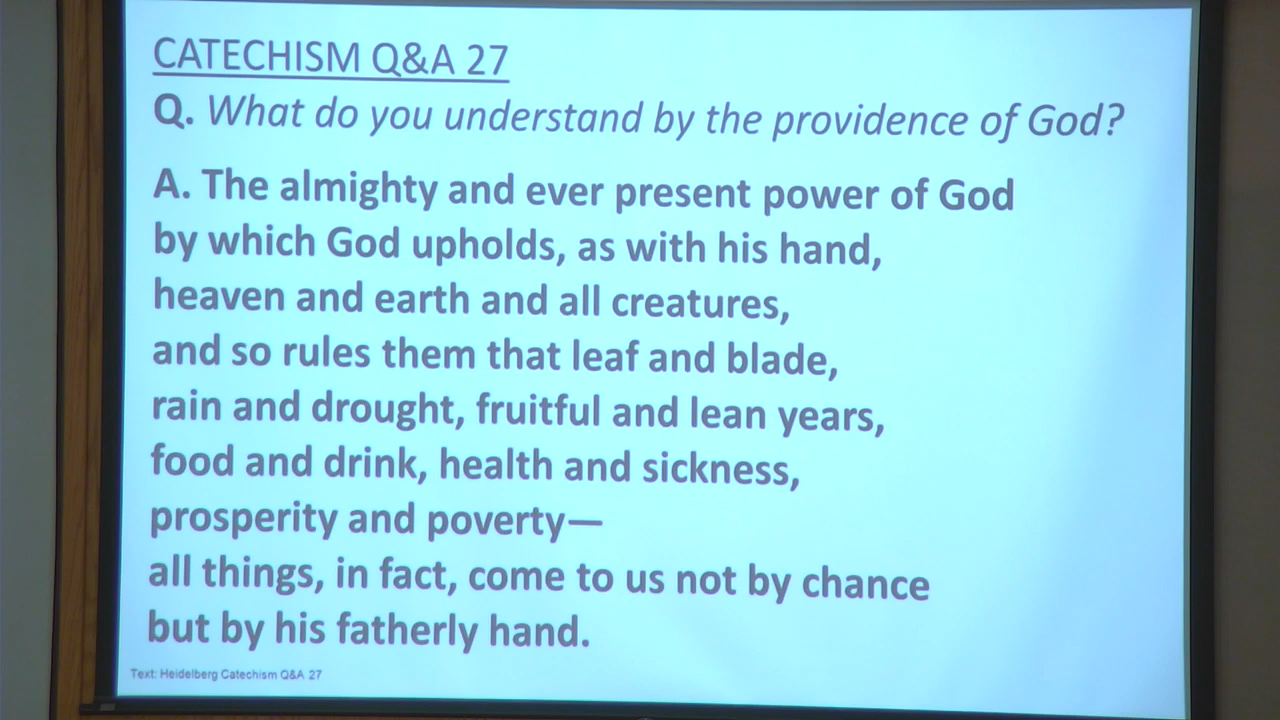 CATECHISM Q&A 27
Q. What do you understand by the providence of God?
A. The almighty and ever present power of God
by which God upholds, as with his hand,
heaven and earth and all creatures,
and so rules them that leaf and blade,
rain and drought, fruitful and lean years,
food and drink, health and sickness,
prosperity and poverty—
all things, in fact, come to us not by chance
but by his fatherly hand.
Text: Heidelberg Catechism Q&A 27